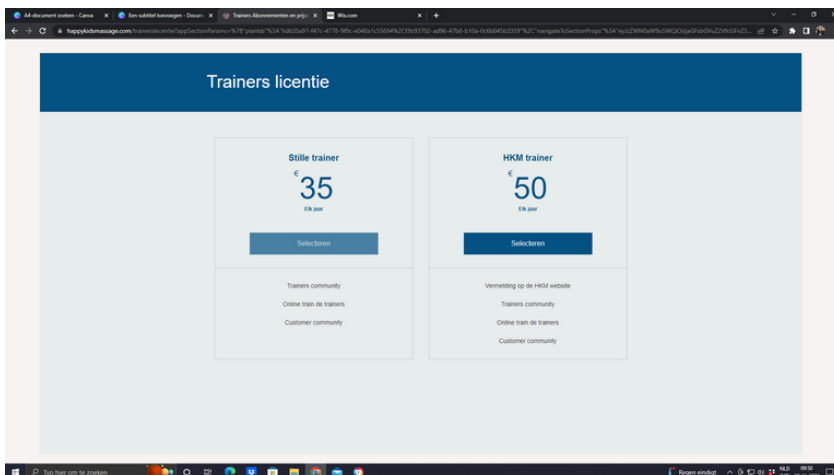 A4-document zoeken - Canva
Een subtitel toevoegen - Docum
Trainers Abonnementen en prijz
Wix.com
happykidsmassage.com
Trainers licentie
Stille trainer
€
35
Elk jaar
Selecteren
Trainers community
Online train de trainers
Customer community
HKM trainer
€
50
Elk jaar
Selecteren
Vermelding op de HKM website
Trainers community
Online train de trainers
Customer community
Typ hier om te zoeken
Regen eindigt
NLD
09:50